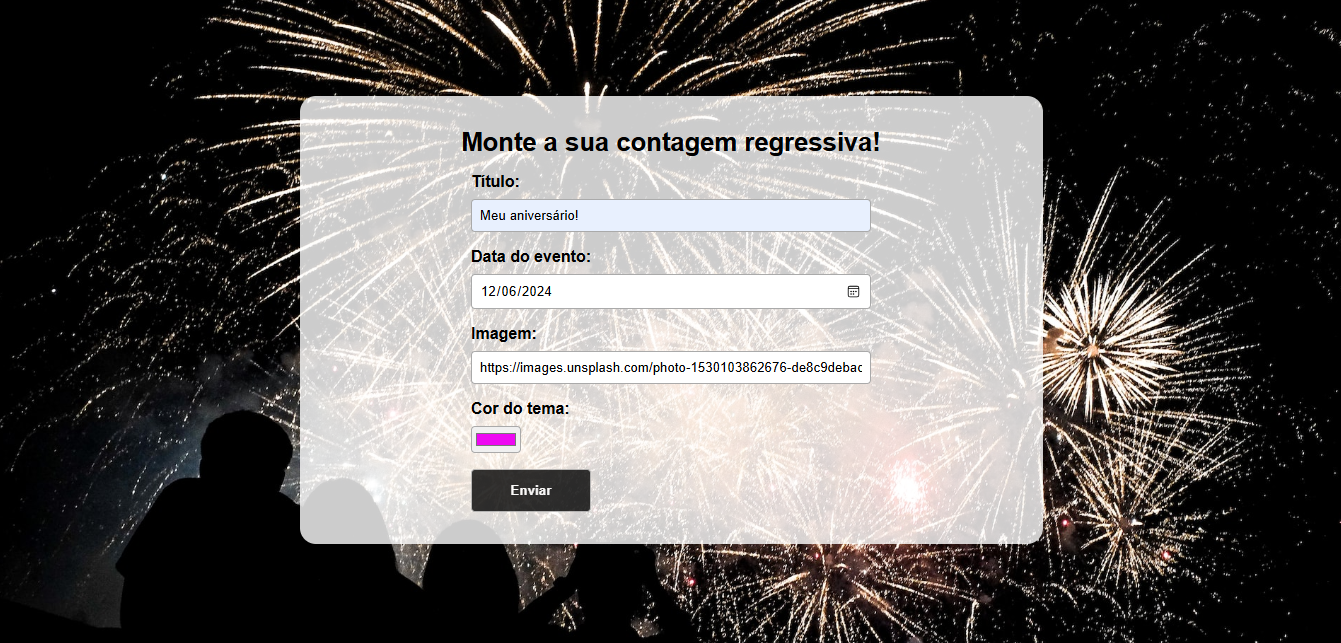 Monte a sua contagem regressiva!
Título:
Meu aniversário!
Data do evento:
12/06/2024
Imagem:
https://images.unsplash.com/photo-1530103862676-de8c9debad
Cor do tema:
Enviar